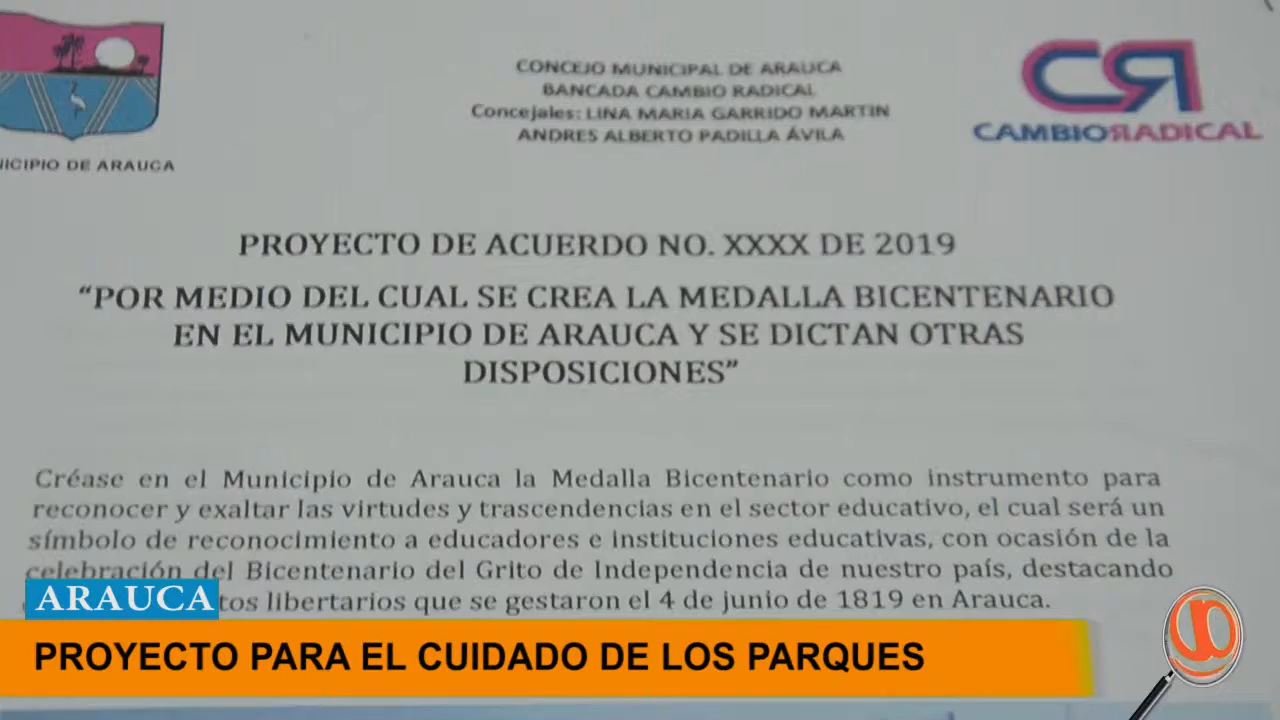 CONCEJO MUNICIPAL DE ARAUCA
BANCADA CAMBIO RADICAL
Concejales: LINA MARIA GARRIDO MARTIN
ANDRES ALBERTO PADILLA ÁVILA
CR
CAMBIO RADICAL
NICIPIO DE ARAUCA
PROYECTO DE ACUERDO NO. XXXX DE 2019
“POR MEDIO DEL CUAL SE CREA LA MEDALLA BICENTENARIO
EN EL MUNICIPIO DE ARAUCA Y SE DICTAN OTRAS
DISPOSICIONES”
Créase en el Municipio de Arauca la Medalla Bicentenario como instrumento para
reconocer y exaltar las virtudes y trascendencias en el sector educativo, el cual será un
símbolo de reconocimiento a educadores e instituciones educativas, con ocasión de la
celebración del Bicentenario del Grito de Independencia de nuestro país, destacando
tos libertarios que se gestaron el 4 de junio de 1819 en Arauca.
ARAUCA
PROYECTO PARA EL CUIDADO DE LOS PARQUES